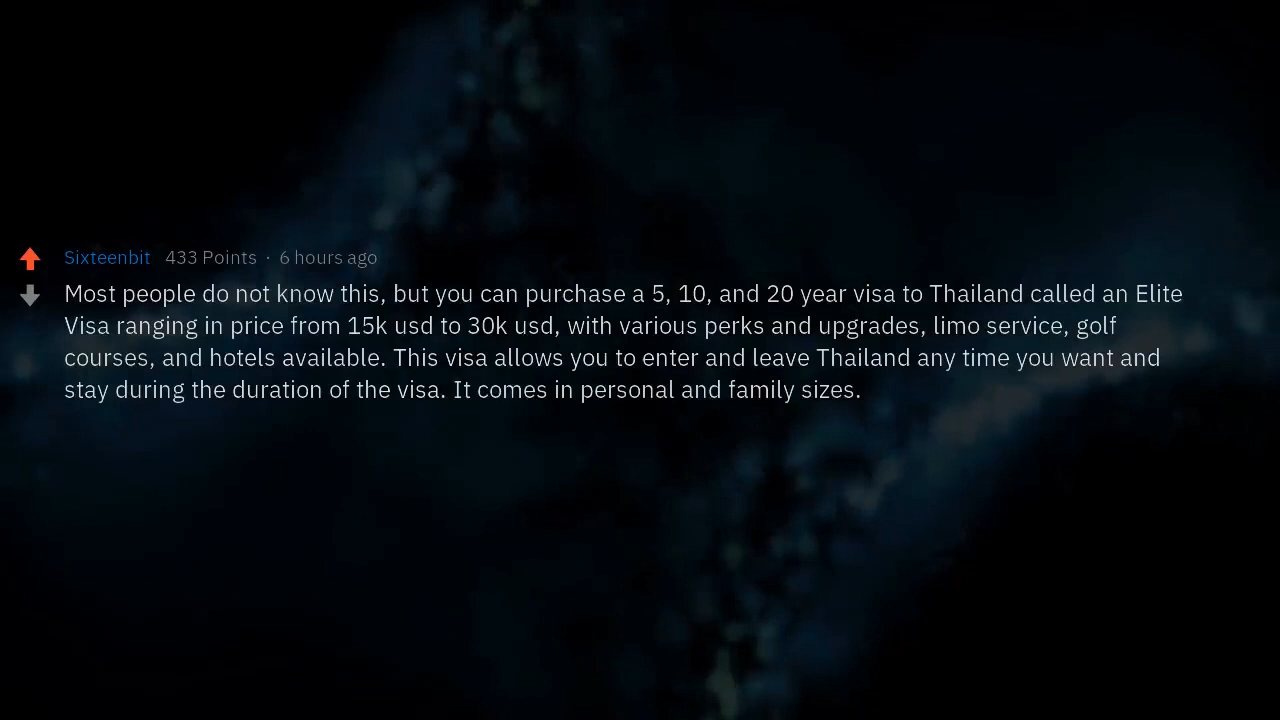 Sixteenbit 433 Points · 6 hours ago
Most people do not know this, but you can purchase a 5, 10, and 20 year visa to Thailand called an Elite
Visa ranging in price from 15k usd to 30k usd, with various perks and upgrades, limo service, golf
courses, and hotels available. This visa allows you to enter and leave Thailand any time you want and
stay during the duration of the visa. It comes in personal and family sizes.